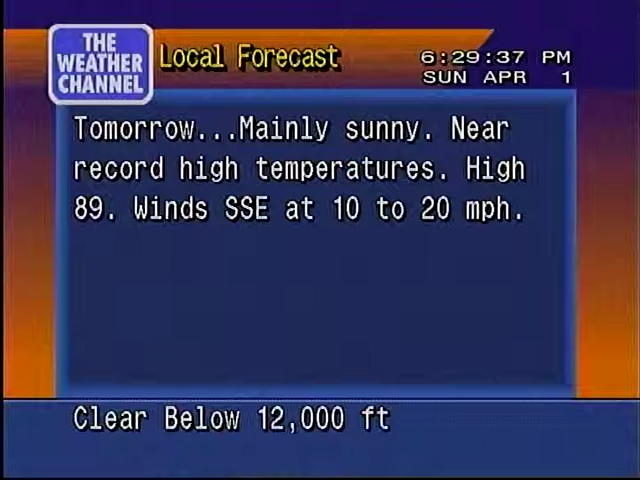 THE
WEATHER
CHANNEL
Local Forecast
6:29:37 PM
SUN APR 1
Tomorrow...Mainly sunny. Near
record high temperatures. High
89. Winds SSE at 10 to 20 mph.
Clear Below 12,000 ft